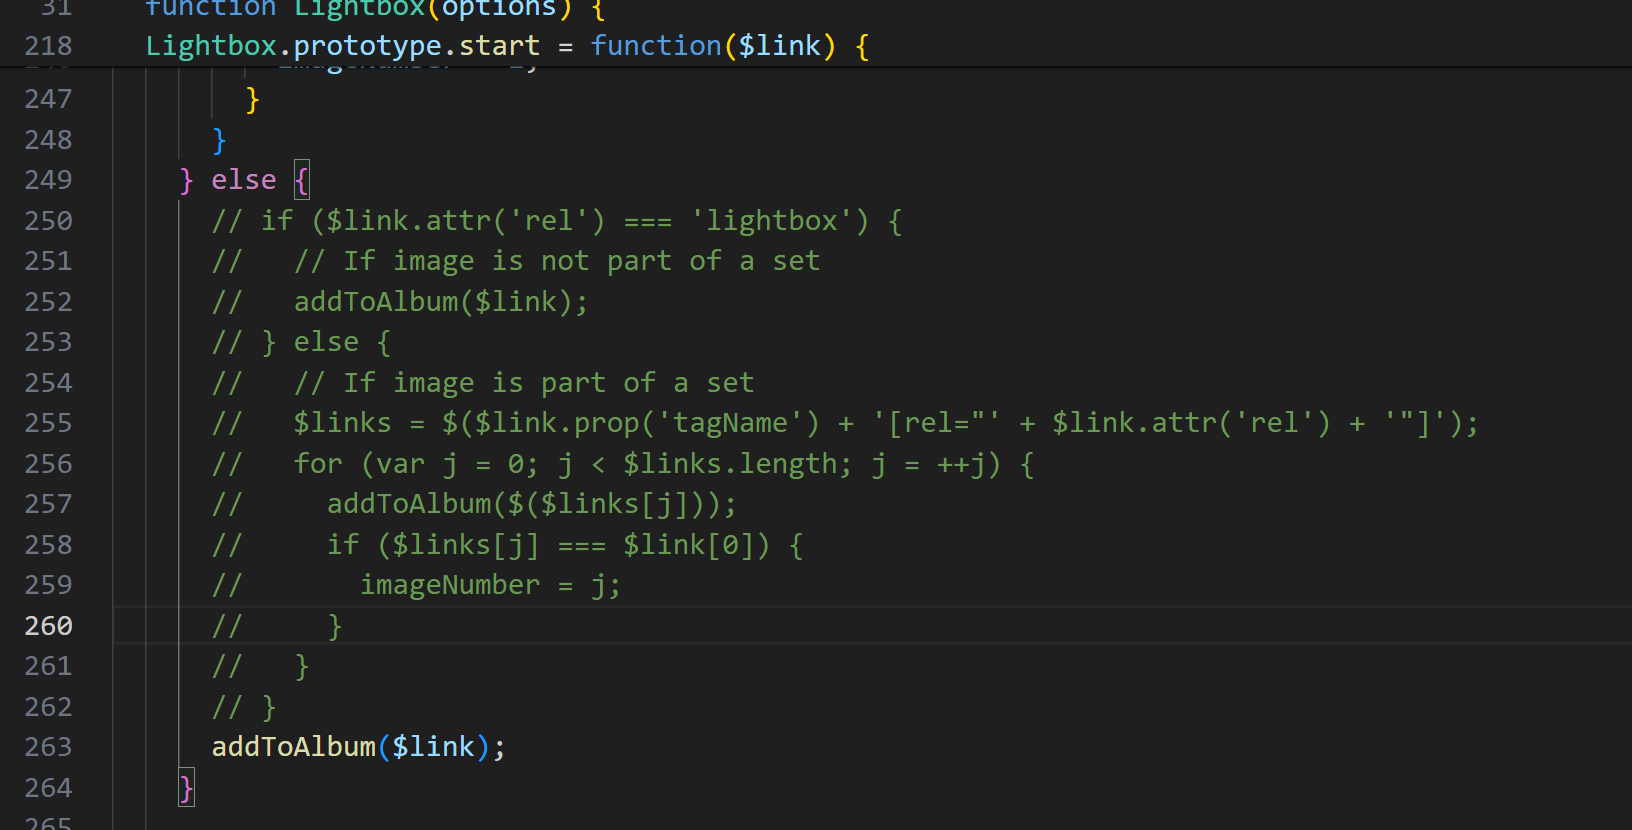 31 function Lightbox(options) {
218 Lightbox.prototype.start = function($link) {
247 }
248 }
249 } else {
250 // if ($link.attr('rel') === 'lightbox') {
251 //   // If image is not part of a set
252 //   addToAlbum($link);
253 // } else {
254 //   // If image is part of a set
255 //   $links = $($link.prop('tagName') + '[rel="' + $link.attr('rel') + '"]');
256 //   for (var j = 0; j < $links.length; j = ++j) {
257 //     addToAlbum($($links[j]));
258 //     if ($links[j] === $link[0]) {
259 //       imageNumber = j;
260 //     }
261 //   }
262 // }
263 addToAlbum($link);
264 }
265